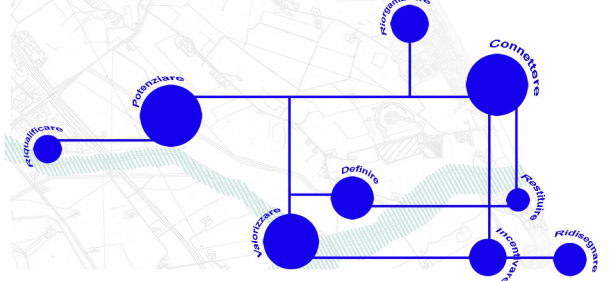 Riorganizzare
Connettere
Potenziare
Riqualificare
Definire
Restituire
Valorizzare
Incentivare
Ridisegnare